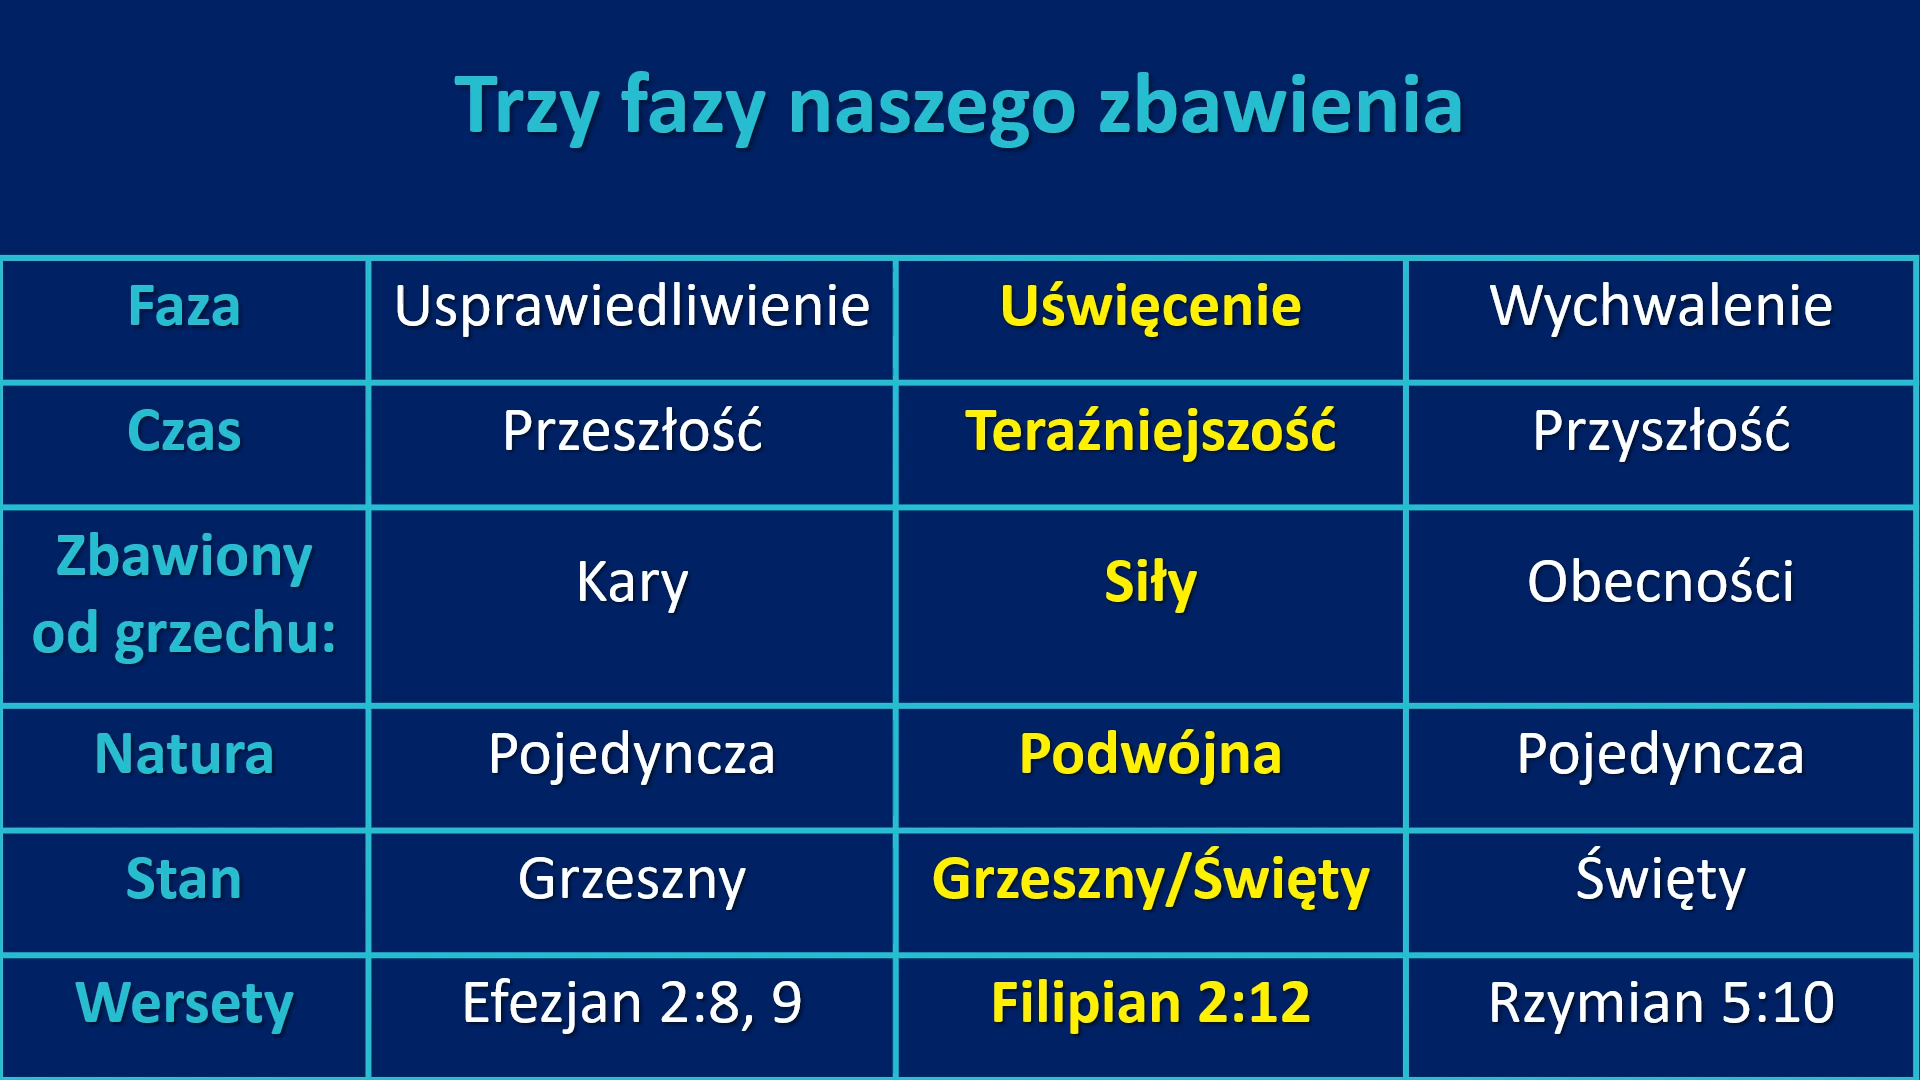 Trzy fazy naszego zbawienia
Faza Usprawiedliwienie Uświęcenie Wychwalenie
Czas Przeszłość Teraźniejszość Przyszłość
Zbawiony
od grzechu: Kary Siły Obecności
Natura Pojedyncza Podwójna Pojedyncza
Stan Grzeszny Grzeszny/Święty Święty
Wersety Efezjan 2:8, 9 Filipian 2:12 Rzymian 5:10